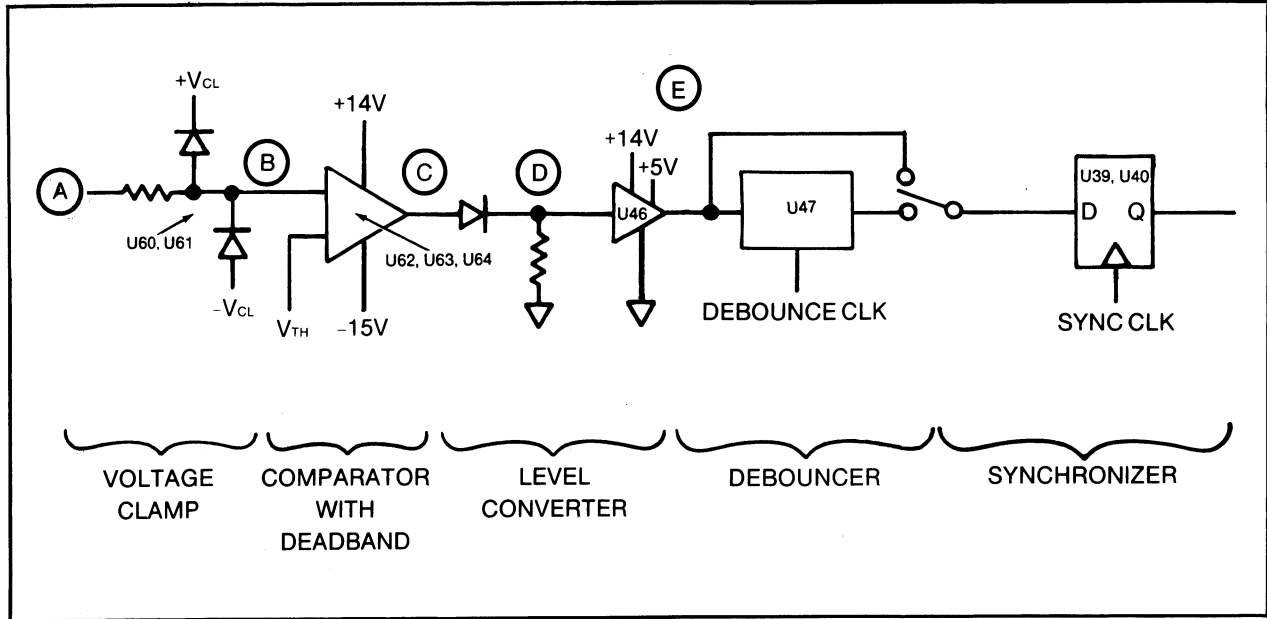 +VCL
A
U60, U61
−VCL
B
+14V
VTH
−15V
U62, U63, U64
C
D
E
+14V
+5V
U46
U47
DEBOUNCE CLK
U39, U40
D Q
SYNC CLK
VOLTAGE
CLAMP
COMPARATOR
WITH
DEADBAND
LEVEL
CONVERTER
DEBOUNCER
SYNCHRONIZER